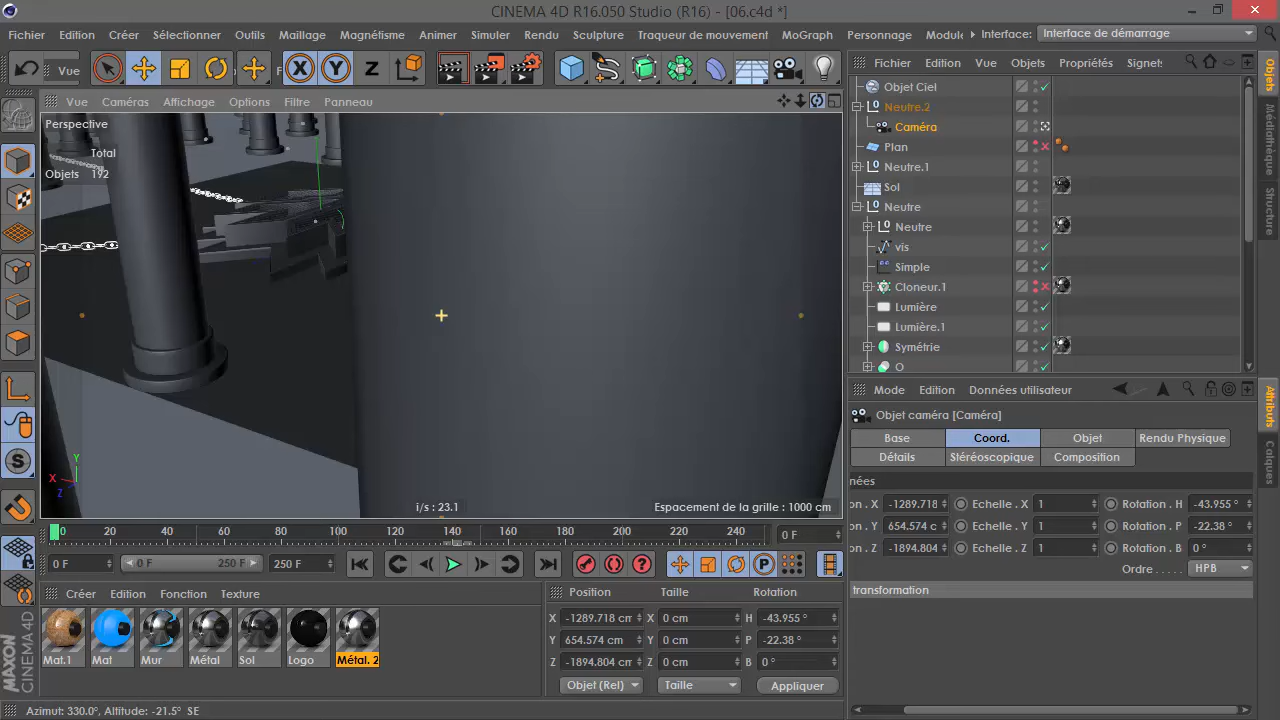 CINEMA 4D R16.050 Studio (R16) - [06.c4d *]
Fichier Edition Créer Sélectionner Outils Maillage Magnétisme Animer Simuler Rendu Sculpture Traqueur de mouvement MoGraph Personnage Module Interface: Interface de démarrage
Vue
X Y Z
Vue Caméras Affichage Options Filtre Panneau
Fichier Edition Vue Objets Propriétés Signets
Objets
Médiathèque
Structure
Perspective
Total
Objets 192
Objet Ciel
Neutre.2
Caméra
Plan
Neutre.1
Sol
Neutre
Neutre
vis
Simple
Cloneur.1
Lumière
Lumière.1
Symétrie
O
Y
X
Z
i/s : 23.1
Espacement de la grille : 1000 cm
Mode Edition Données utilisateur
Attributs
Calques
Objet caméra [Caméra]
Base Coord. Objet Rendu Physique
Détails Stéréoscopique Composition
nées
on . X -1289.718 Echelle . X 1 Rotation . H -43.955 °
on . Y 654.574 c Echelle . Y 1 Rotation . P -22.38 °
on . Z -1894.804 Echelle . Z 1 Rotation . B 0 °
Ordre . . . . . HPB
transformation
0 20 40 60 80 100 120 140 160 180 200 220 240 0 F
0 F 0 F 250 F 250 F
P
Créer Edition Fonction Texture
Mat.1 Mat Mur Métal Sol Logo Métal. 2
Position Taille Rotation
X -1289.718 cm X 0 cm H -43.955 °
Y 654.574 cm Y 0 cm P -22.38 °
Z -1894.804 cm Z 0 cm B 0 °
Objet (Rel) Taille Appliquer
MAXON
CINEMA 4D
Azimut: 330.0°, Altitude: -21.5° SE